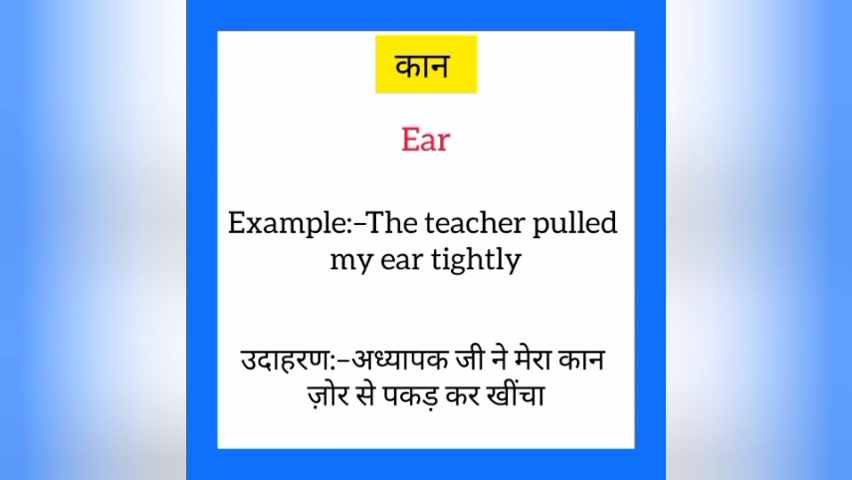 कान
Ear
Example:–The teacher pulled
my ear tightly
उदाहरण:–अध्यापक जी ने मेरा कान
ज़ोर से पकड़ कर खींचा